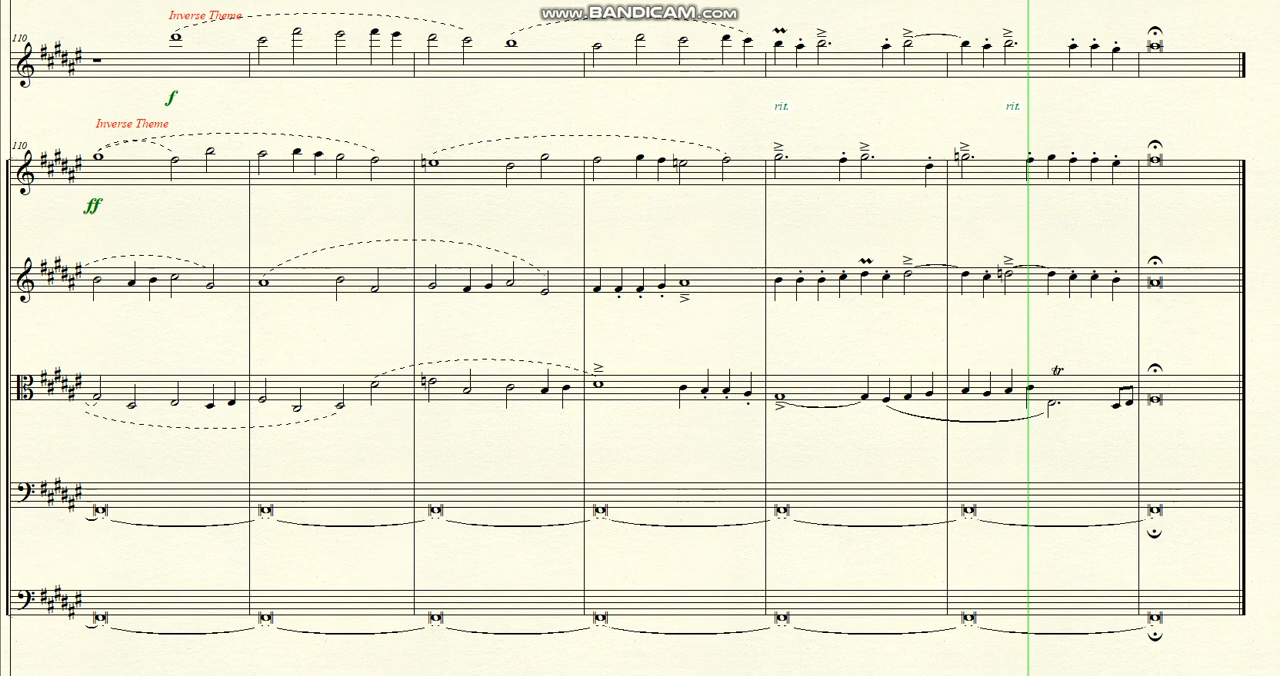 www.BANDICAM.com
Inverse Theme
110
f
rit. rit.
Inverse Theme
110
ff
tr